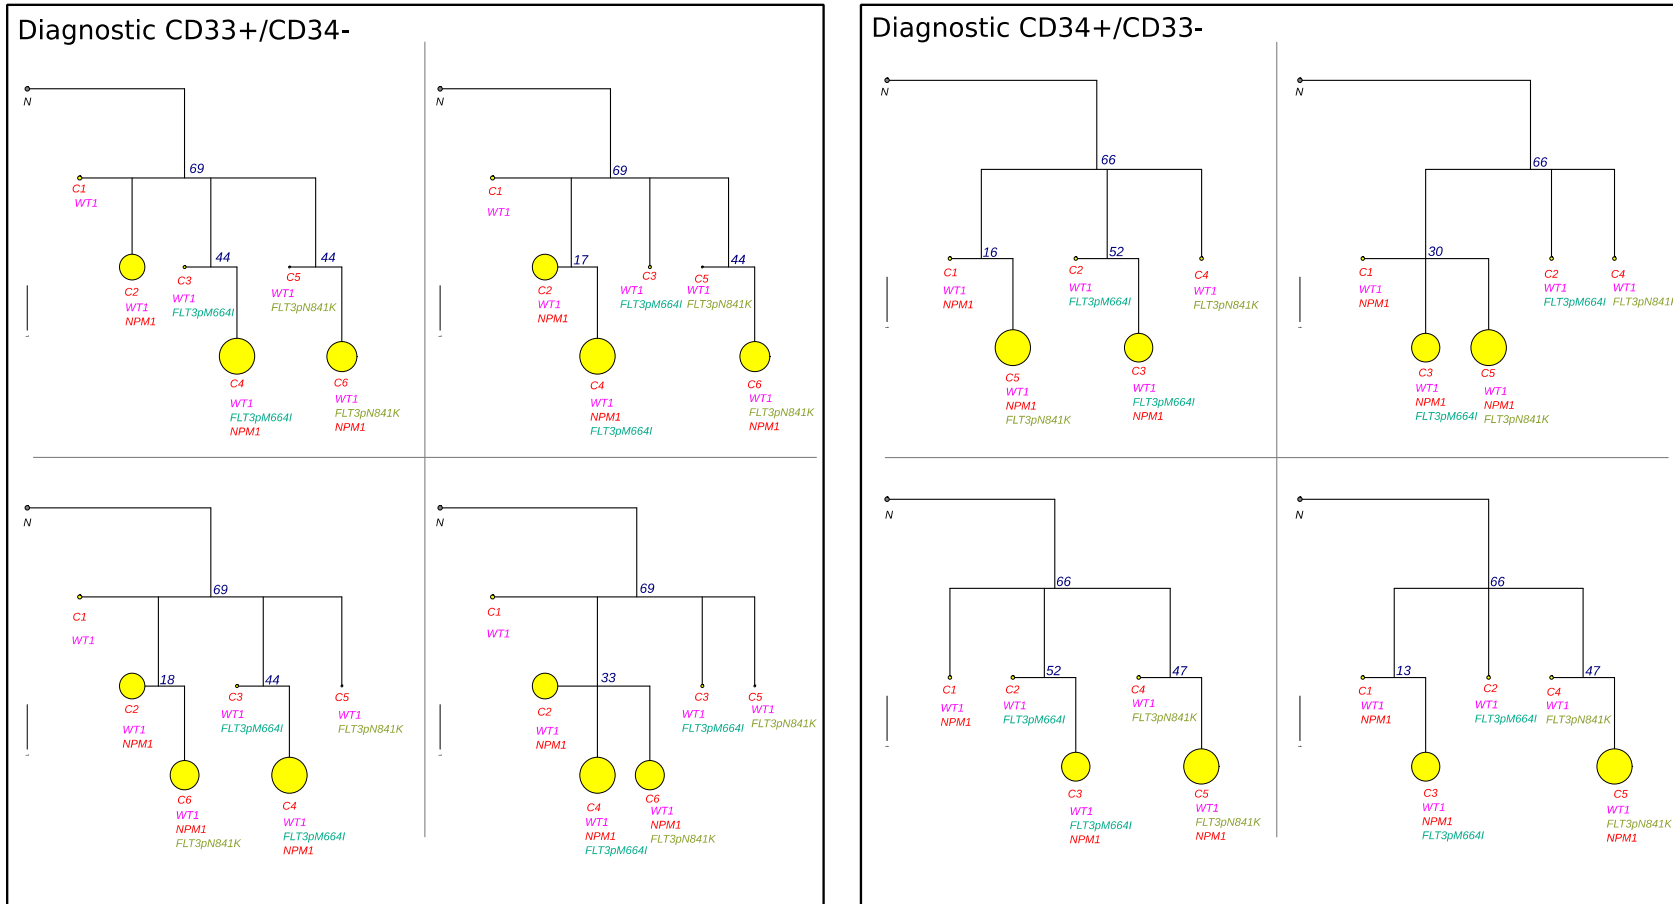 Diagnostic CD33+/CD34-
N
69
C1
WT1
44
44
C2
WT1
NPM1
C3
WT1
FLT3pM664I
C5
WT1
FLT3pN841K
C4
WT1
FLT3pM664I
NPM1
C6
WT1
FLT3pN841K
NPM1
N
69
C1
WT1
17
44
C2
WT1
NPM1
C3
WT1
FLT3pM664I
C5
WT1
FLT3pN841K
C4
WT1
NPM1
FLT3pM664I
C6
WT1
FLT3pN841K
NPM1
N
69
C1
WT1
18
44
C2
WT1
NPM1
C3
WT1
FLT3pM664I
C5
WT1
FLT3pN841K
C6
WT1
NPM1
FLT3pN841K
C4
WT1
FLT3pM664I
NPM1
N
69
C1
WT1
33
C2
WT1
NPM1
C3
WT1
FLT3pM664I
C5
WT1
FLT3pN841K
C4
WT1
NPM1
FLT3pM664I
C6
WT1
NPM1
FLT3pN841K
Diagnostic CD34+/CD33-
N
66
16
52
C1
WT1
NPM1
C2
WT1
FLT3pM664I
C4
WT1
FLT3pN841K
C5
WT1
NPM1
FLT3pN841K
C3
WT1
FLT3pM664I
NPM1
N
66
30
C1
WT1
NPM1
C2
WT1
FLT3pM664I
C4
WT1
FLT3pN841K
C3
WT1
NPM1
FLT3pM664I
C5
WT1
NPM1
FLT3pN841K
N
66
52
47
C1
WT1
NPM1
C2
WT1
FLT3pM664I
C4
WT1
FLT3pN841K
C3
WT1
FLT3pM664I
NPM1
C5
WT1
FLT3pN841K
NPM1
N
66
13
47
C1
WT1
NPM1
C2
WT1
FLT3pM664I
C4
WT1
FLT3pN841K
C3
WT1
NPM1
FLT3pM664I
C5
WT1
FLT3pN841K
NPM1